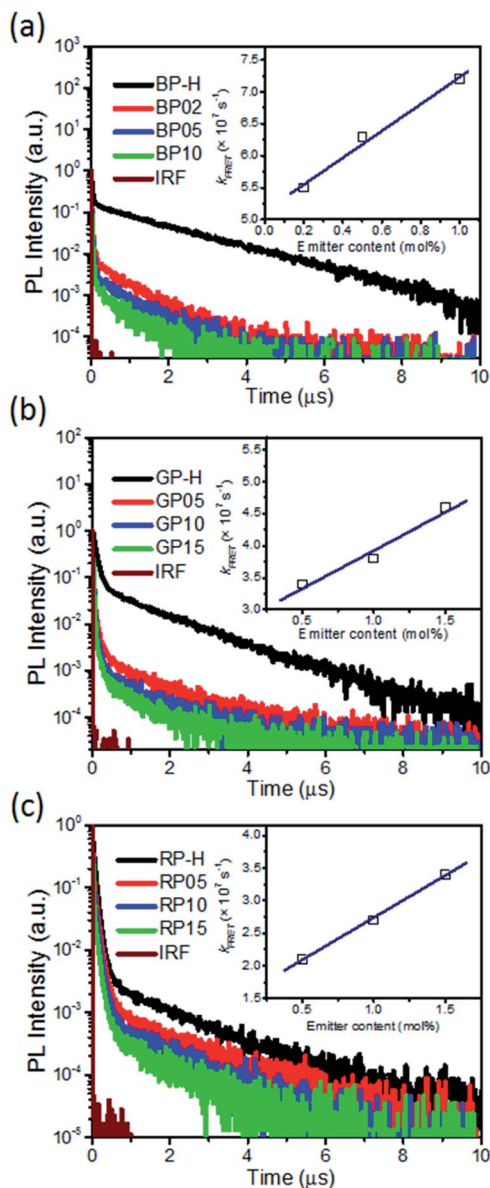 (a)
PL Intensity (a.u.)
10³
10²
10¹
10⁰
10⁻¹
10⁻²
10⁻³
10⁻⁴
BP-H
BP02
BP05
BP10
IRF
k_FRET (× 10⁷ s⁻¹)
7.5
7.0
6.5
6.0
5.5
5.0
0.0 0.2 0.4 0.6 0.8 1.0
Emitter content (mol%)
0 2 4 6 8 10
Time (μs)
(b)
PL Intensity (a.u.)
10²
10¹
10⁰
10⁻¹
10⁻²
10⁻³
10⁻⁴
GP-H
GP05
GP10
GP15
IRF
k_FRET (× 10⁷ s⁻¹)
5.5
5.0
4.5
4.0
3.5
3.0
0.5 1.0 1.5
Emitter content (mol%)
0 2 4 6 8 10
Time (μs)
(c)
PL Intensity (a.u.)
10⁰
10⁻¹
10⁻²
10⁻³
10⁻⁴
10⁻⁵
RP-H
RP05
RP10
RP15
IRF
k_FRET (× 10⁷ s⁻¹)
4.0
3.5
3.0
2.5
2.0
1.5
0.5 1.0 1.5
Emitter content (mol%)
0 2 4 6 8 10
Time (μs)